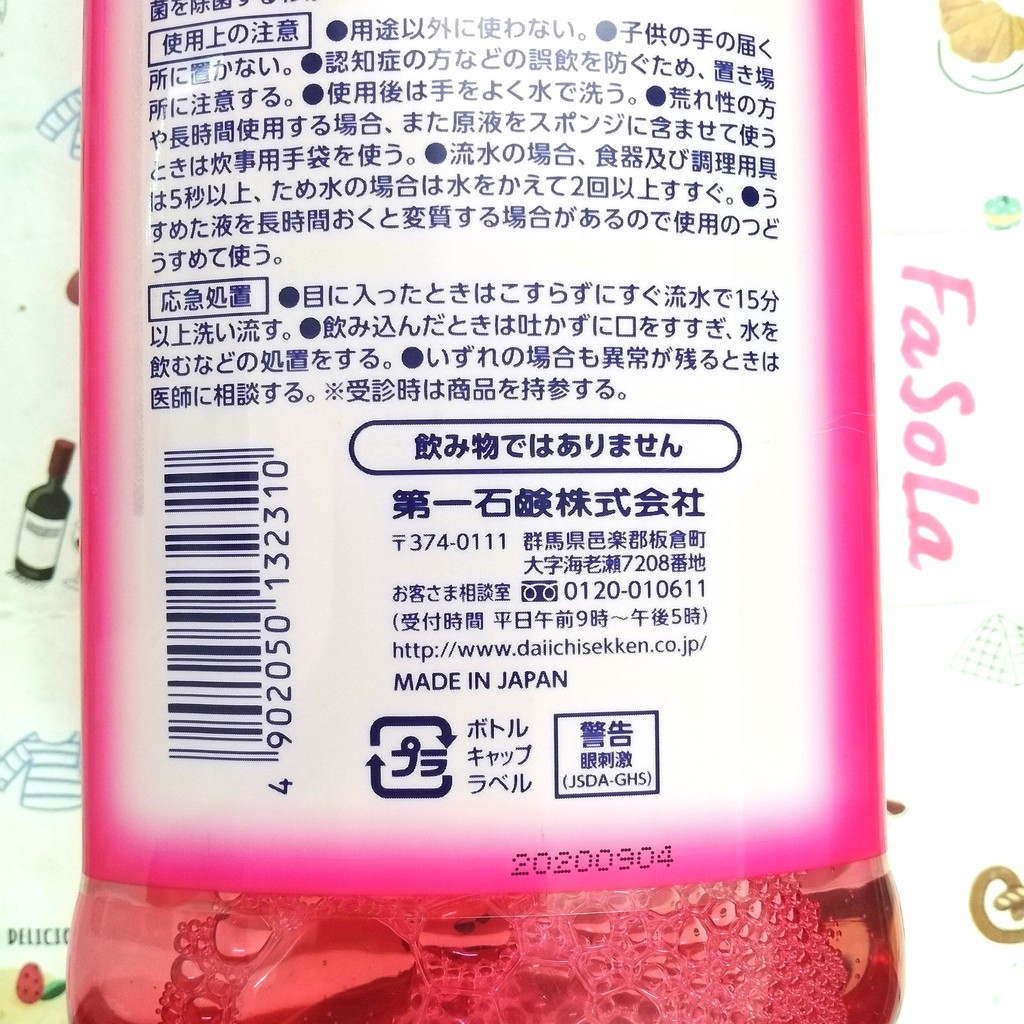 菌を除菌する
使用上の注意 ●用途以外に使わない。●子供の手の届く
所に置かない。●認知症の方などの誤飲を防ぐため、置き場
所に注意する。●使用後は手をよく水で洗う。●荒れ性の方
や長時間使用する場合、また原液をスポンジに含ませて使う
ときは炊事用手袋を使う。●流水の場合、食器及び調理用具
は5秒以上、ため水の場合は水をかえて2回以上すすぐ。●う
すめた液を長時間おくと変質する場合があるので使用のつど
うすめて使う。
応急処置 ●目に入ったときはこすらずにすぐ流水で15分
以上洗い流す。●飲み込んだときは吐かずに口をすすぎ、水を
飲むなどの処置をする。●いずれの場合も異常が残るときは
医師に相談する。※受診時は商品を持参する。
飲み物ではありません
第一石鹸株式会社
〒374-0111 群馬県邑楽郡板倉町
大字海老瀬7208番地
お客さま相談室 0120-010611
(受付時間 平日午前9時～午後5時)
http://www.daiichisekken.co.jp/
MADE IN JAPAN
プラ
ボトル
キャップ
ラベル
警告
眼刺激
(JSDA-GHS)
4 902050 132310
20200904
FaSoLa
DELICIO